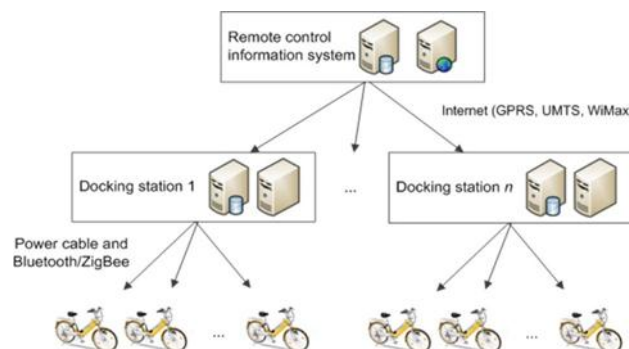 Remote control
information system
Internet (GPRS, UMTS, WiMax
Docking station 1
...
Docking station n
Power cable and
Bluetooth/ZigBee
...
...